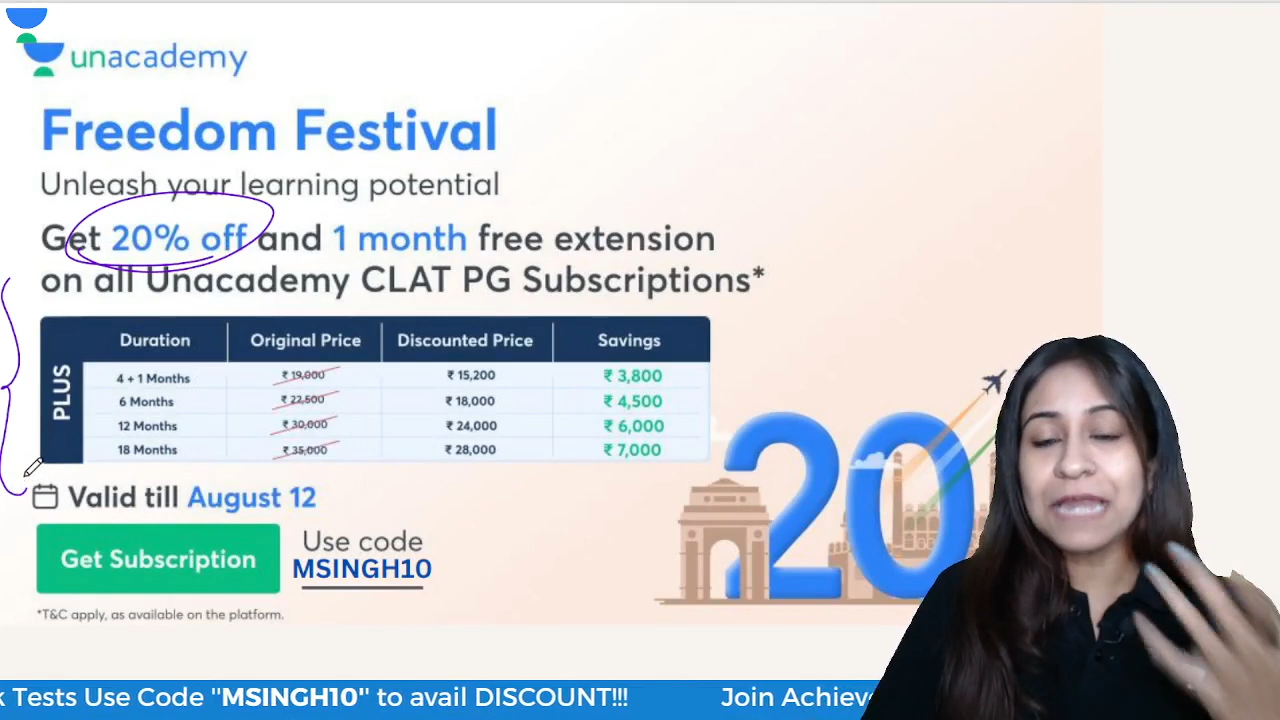 unacademy
Freedom Festival
Unleash your learning potential
Get 20% off and 1 month free extension
on all Unacademy CLAT PG Subscriptions*
PLUS
Duration Original Price Discounted Price Savings
4 + 1 Months ₹ 19,000 ₹ 15,200 ₹ 3,800
6 Months ₹ 22,500 ₹ 18,000 ₹ 4,500
12 Months ₹ 30,000 ₹ 24,000 ₹ 6,000
18 Months ₹ 35,000 ₹ 28,000 ₹ 7,000
Valid till August 12
Get Subscription
Use code
MSINGH10
*T&C apply, as available on the platform.
20
k Tests Use Code "MSINGH10" to avail DISCOUNT!!! Join Achieve